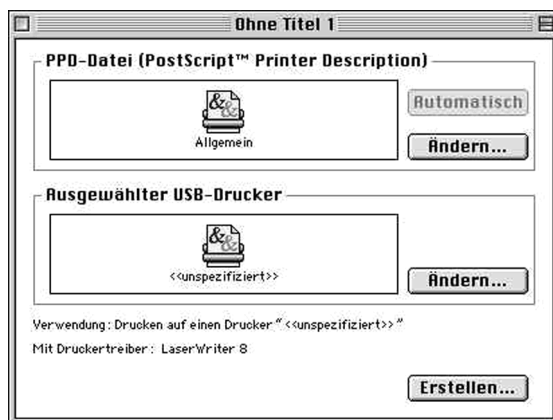 Ohne Titel 1
PPD-Datei (PostScript™ Printer Description)
Allgemein
Automatisch
Ändern...
Ausgewählter USB-Drucker
<<unspezifiziert>>
Ändern...
Verwendung: Drucken auf einen Drucker “<<unspezifiziert>>”
Mit Druckertreiber: LaserWriter 8
Erstellen...